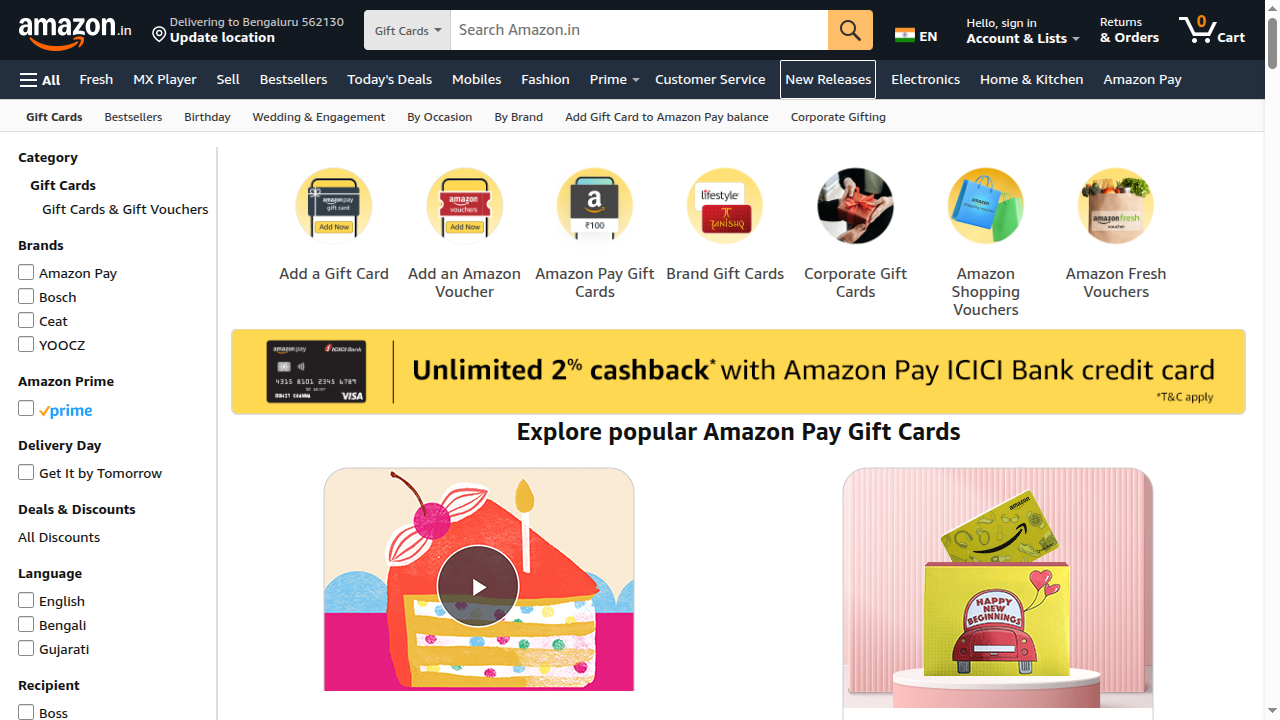 amazon.in
Delivering to Bengaluru 562130
Update location
Gift Cards
Search Amazon.in
EN
Hello, sign in
Account & Lists
Returns
& Orders
0
Cart
All
Fresh
MX Player
Sell
Bestsellers
Today's Deals
Mobiles
Fashion
Prime
Customer Service
New Releases
Electronics
Home & Kitchen
Amazon Pay
Gift Cards
Bestsellers
Birthday
Wedding & Engagement
By Occasion
By Brand
Add Gift Card to Amazon Pay balance
Corporate Gifting
Category
Gift Cards
Gift Cards & Gift Vouchers
Brands
Amazon Pay
Bosch
Ceat
YOOCZ
Amazon Prime
prime
Delivery Day
Get It by Tomorrow
Deals & Discounts
All Discounts
Language
English
Bengali
Gujarati
Recipient
Boss
amazon pay
gift card
Add Now
Add a Gift Card
amazon
vouchers
Add Now
Add an Amazon
Voucher
a
₹100
Amazon Pay Gift
Cards
lifestyle
TANISHQ
Brand Gift Cards
Corporate Gift
Cards
amazon
Amazon
Shopping
Vouchers
amazon fresh
voucher
Amazon Fresh
Vouchers
amazon pay
ICICI Bank
4315 8101 2345 6789
VISA
Unlimited 2% cashback* with Amazon Pay ICICI Bank credit card
*T&C apply
Explore popular Amazon Pay Gift Cards
amazon
HAPPY
NEW
BEGINNINGS